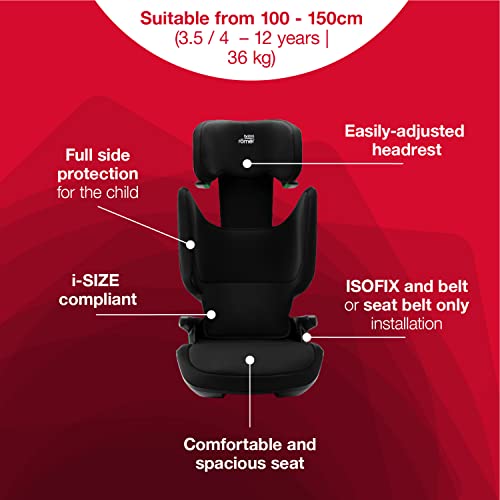 Suitable from 100 - 150cm
(3.5 / 4 – 12 years |
36 kg)
britax
römer
Easily-adjusted
headrest
Full side
protection
for the child
i-SIZE
compliant
ISOFIX and belt
or seat belt only
installation
Comfortable and
spacious seat